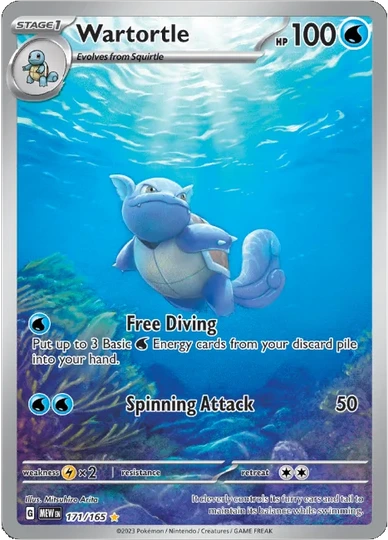 STAGE1
Wartortle
HP 100
Evolves from Squirtle
Free Diving
Put up to 3 Basic Energy cards from your discard pile
into your hand.
Spinning Attack 50
weakness ×2 resistance retreat
Illus. Mitsuhiro Arita
G MEW EN 171/165
It cleverly controls its furry ears and tail to
maintain its balance while swimming.
©2023 Pokémon / Nintendo / Creatures / GAME FREAK